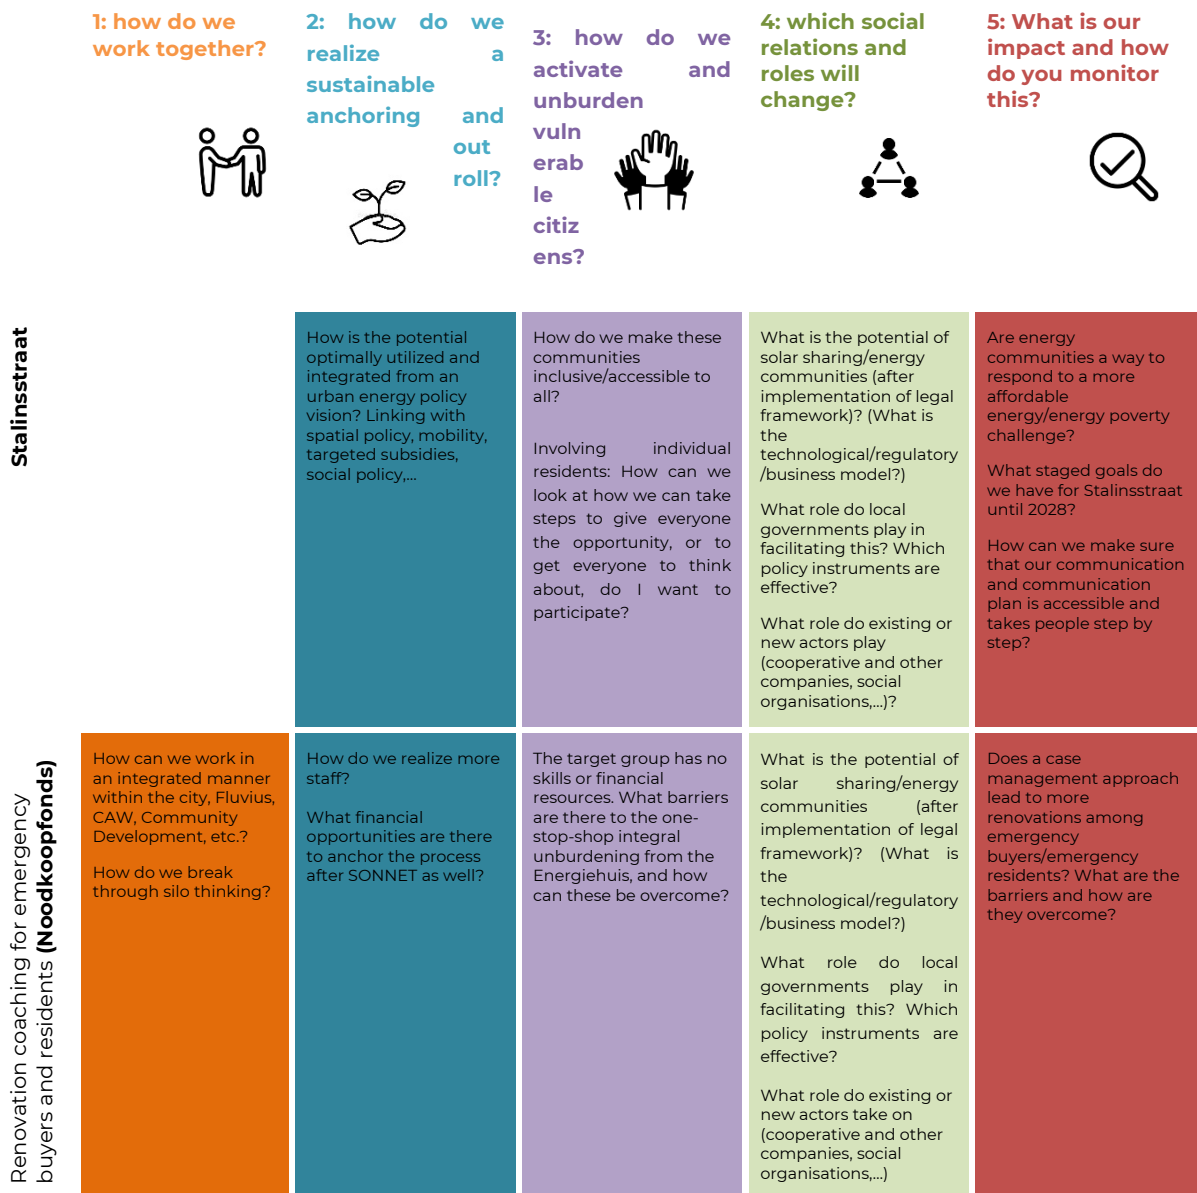 1: how do we
work together?
2: how do we
realize a
sustainable
anchoring and
out
roll?
3: how do we
activate and
unburden
vuln
erab
le
citiz
ens?
4: which social
relations and
roles will
change?
5: What is our
impact and how
do you monitor
this?
Stalinsstraat
How is the potential
optimally utilized and
integrated from an
urban energy policy
vision? Linking with
spatial policy, mobility,
targeted subsidies,
social policy,...
How do we make these
communities
inclusive/accessible to
all?
Involving individual
residents: How can we
look at how we can take
steps to give everyone
the opportunity, or to
get everyone to think
about, do I want to
participate?
What is the potential of
solar sharing/energy
communities (after
implementation of legal
framework)? (What is
the
technological/regulatory
/business model?)
What role do local
governments play in
facilitating this? Which
policy instruments are
effective?
What role do existing or
new actors play
(cooperative and other
companies, social
organisations,...)?
Are energy
communities a way to
respond to a more
affordable
energy/energy poverty
challenge?
What staged goals do
we have for Stalinsstraat
until 2028?
How can we make sure
that our communication
and communication
plan is accessible and
takes people step by
step?
Renovation coaching for emergency
buyers and residents (Noodkoopfonds)
How can we work in
an integrated manner
within the city, Fluvius,
CAW, Community
Development, etc.?
How do we break
through silo thinking?
How do we realize more
staff?
What financial
opportunities are there
to anchor the process
after SONNET as well?
The target group has no
skills or financial
resources. What barriers
are there to the one-
stop-shop integral
unburdening from the
Energiehuis, and how
can these be overcome?
What is the potential of
solar sharing/energy
communities (after
implementation of legal
framework)? (What is
the
technological/regulatory
/business model?)
What role do local
governments play in
facilitating this? Which
policy instruments are
effective?
What role do existing or
new actors take on
(cooperative and other
companies, social
organisations,...)
Does a case
management approach
lead to more
renovations among
emergency
buyers/emergency
residents? What are the
barriers and how are
they overcome?